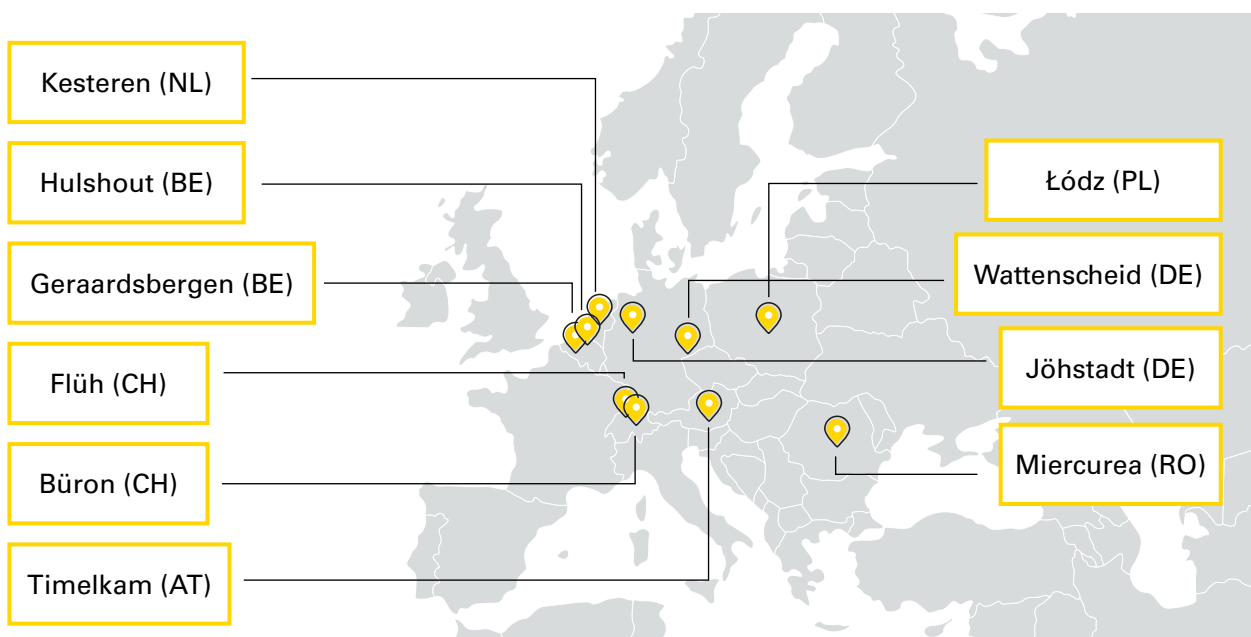 Kesteren (NL)
Hulshout (BE)
Geraardsbergen (BE)
Flüh (CH)
Büron (CH)
Timelkam (AT)
Łódz (PL)
Wattenscheid (DE)
Jöhstadt (DE)
Miercurea (RO)